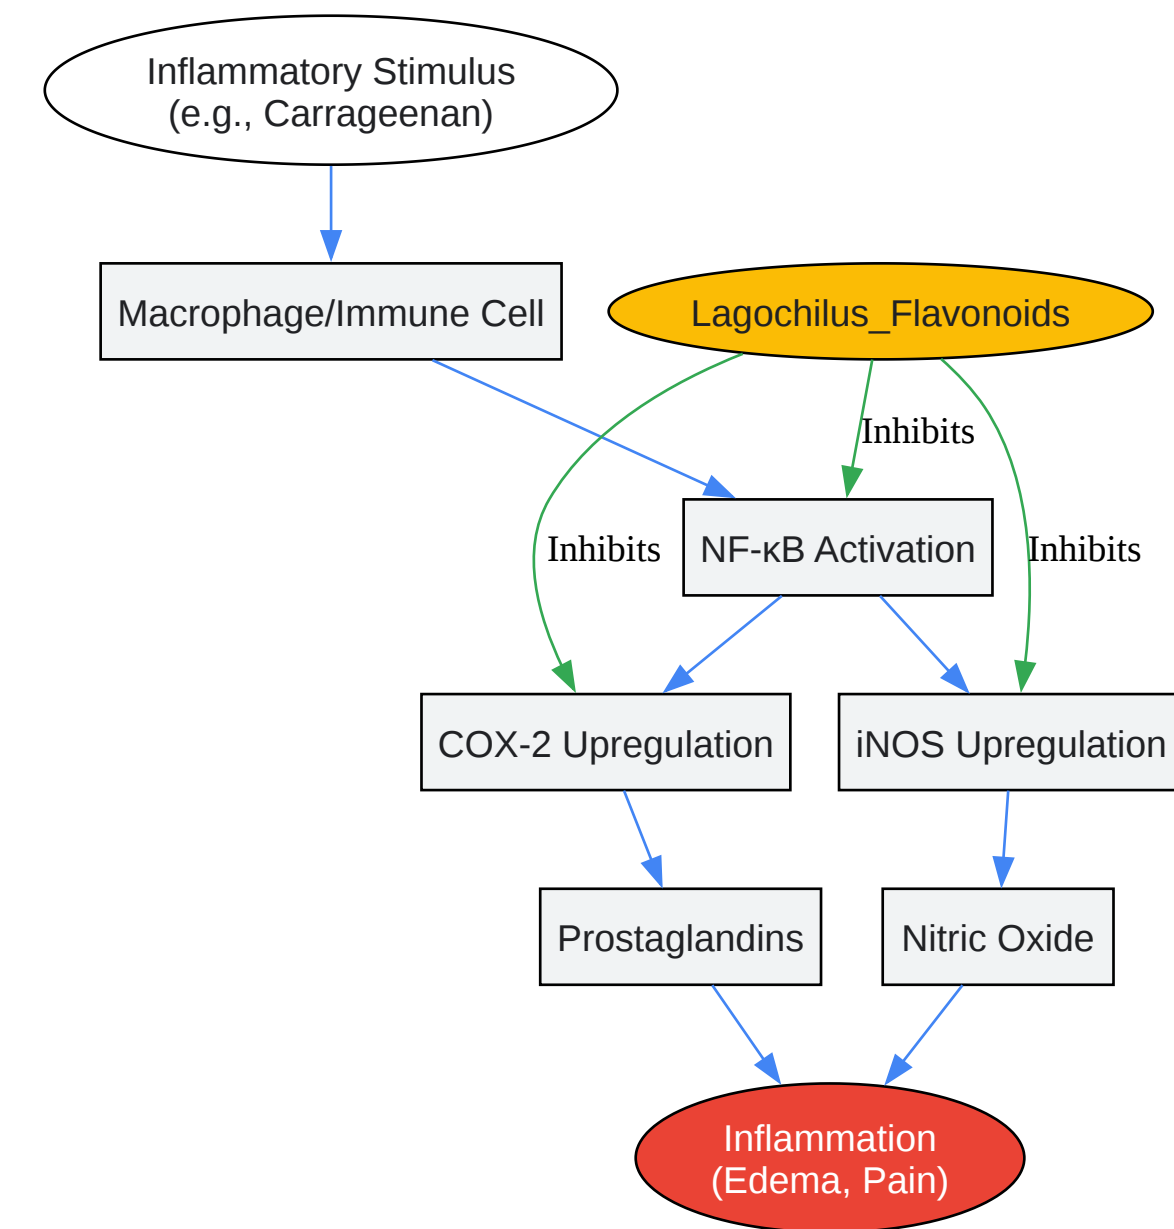 Inflammatory Stimulus
(e.g., Carrageenan)
Macrophage/Immune Cell
Lagochilus_Flavonoids
Inhibits
Inhibits
NF-κB Activation
Inhibits
COX-2 Upregulation
iNOS Upregulation
Prostaglandins
Nitric Oxide
Inflammation
(Edema, Pain)